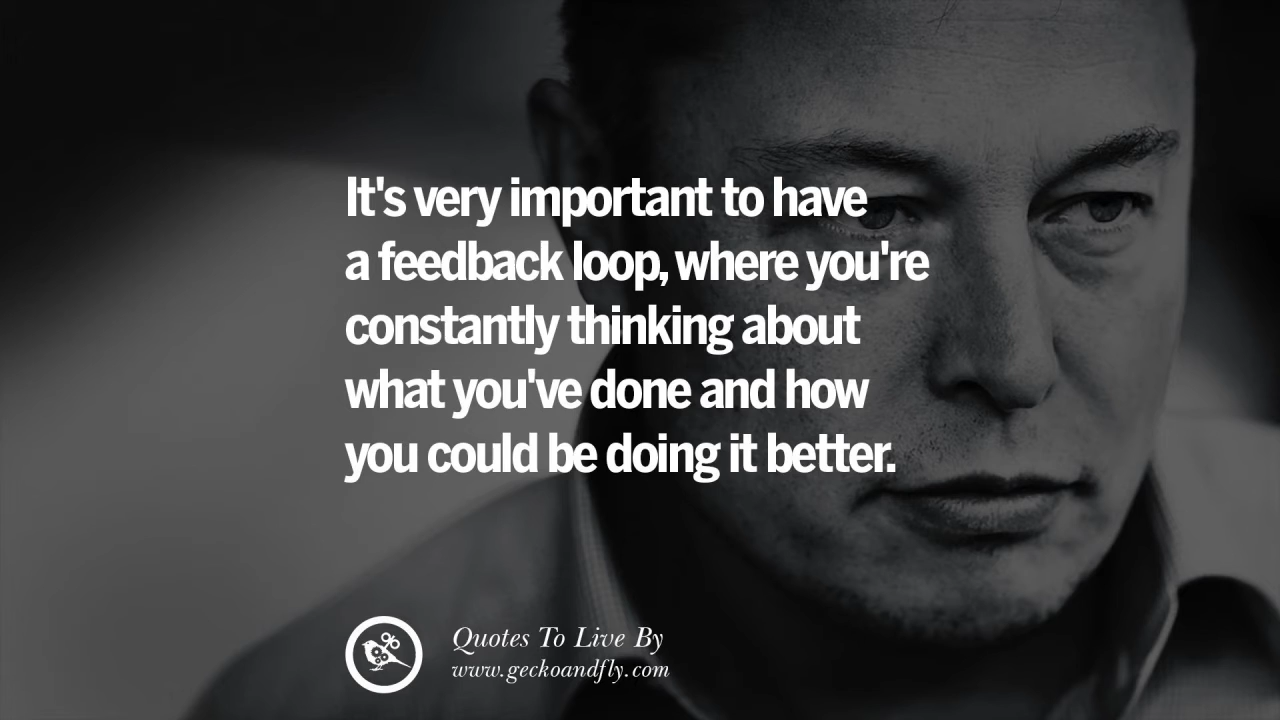 It's very important to have
a feedback loop, where you're
constantly thinking about
what you've done and how
you could be doing it better.
Quotes To Live By
www.geckoandfly.com